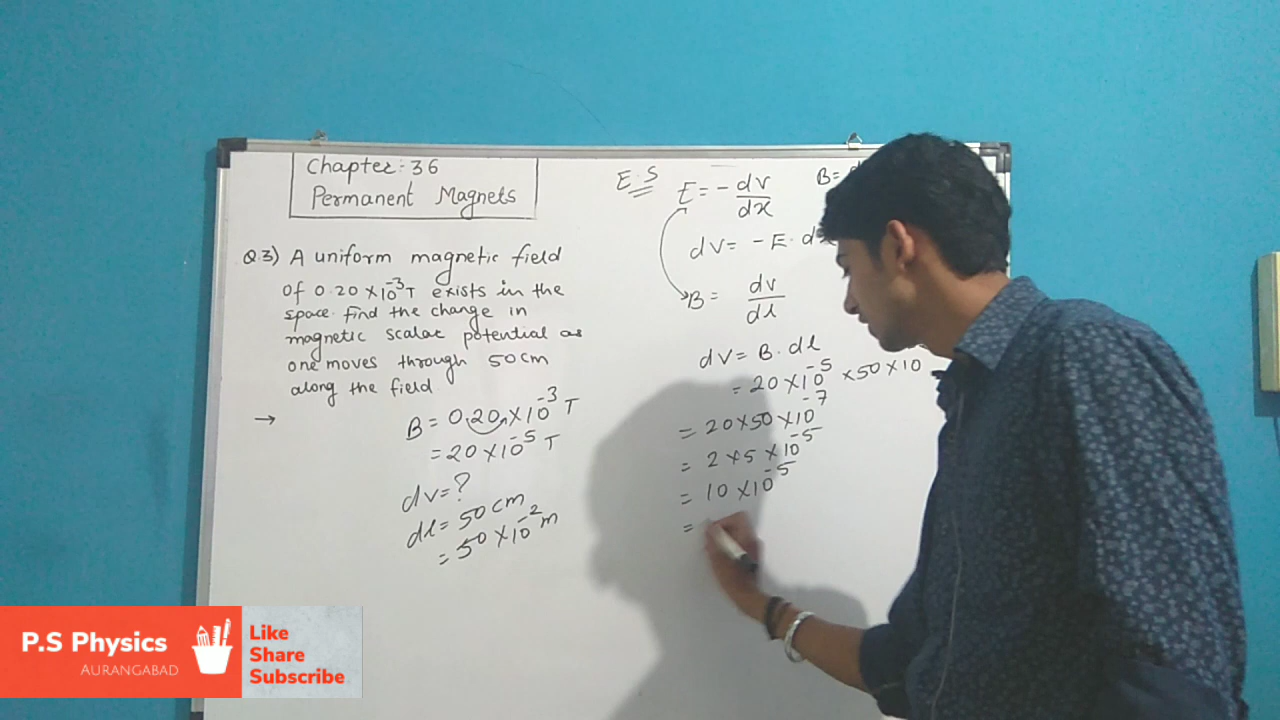 Chapter:36
Permanent Magnets
Q.3) A uniform magnetic field
of 0.20 ×10⁻³T exists in the
space. find the change in
magnetic scalar potential as
one moves through 50cm
along the field.
→
B = 0.20 ×10⁻³ T
= 20 ×10⁻⁵ T
dv = ?
dl = 50 cm
= 50 ×10⁻² m
E.S
E = - dv/dx
B =
dv = - E. d
B = dv/dl
dv = B. dl
= 20 ×10⁻⁵ ×50 ×10
= 20×50×10⁻⁷
= 2 ×5 ×10⁻⁵
= 10 ×10⁻⁵
=
P.S Physics
AURANGABAD
Like
Share
Subscribe